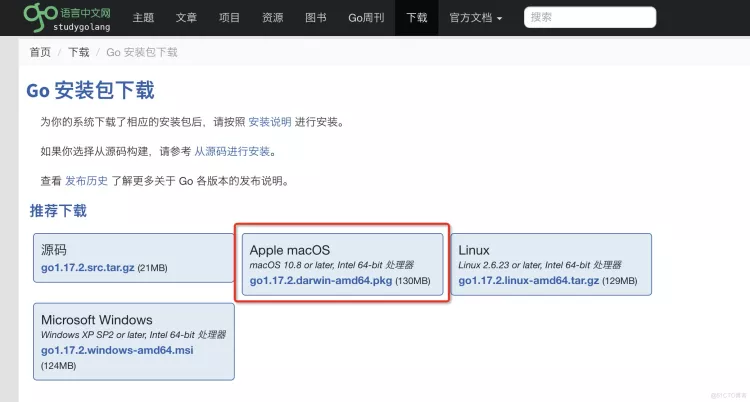 go 语言中文网
studygolang
主题 文章 项目 资源 图书 Go周刊 下载 官方文档 搜索
首页 / 下载 / Go 安装包下载
Go 安装包下载
为你的系统下载了相应的安装包后，请按照 安装说明 进行安装。
如果你选择从源码构建，请参考 从源码进行安装。
查看 发布历史 了解更多关于 Go 各版本的发布说明。
推荐下载
源码
go1.17.2.src.tar.gz (21MB)
Apple macOS
macOS 10.8 or later, Intel 64-bit 处理器
go1.17.2.darwin-amd64.pkg (130MB)
Linux
Linux 2.6.23 or later, Intel 64-bit 处理器
go1.17.2.linux-amd64.tar.gz (129MB)
Microsoft Windows
Windows XP SP2 or later, Intel 64-bit 处理器
go1.17.2.windows-amd64.msi
(124MB)
@51CTO博客